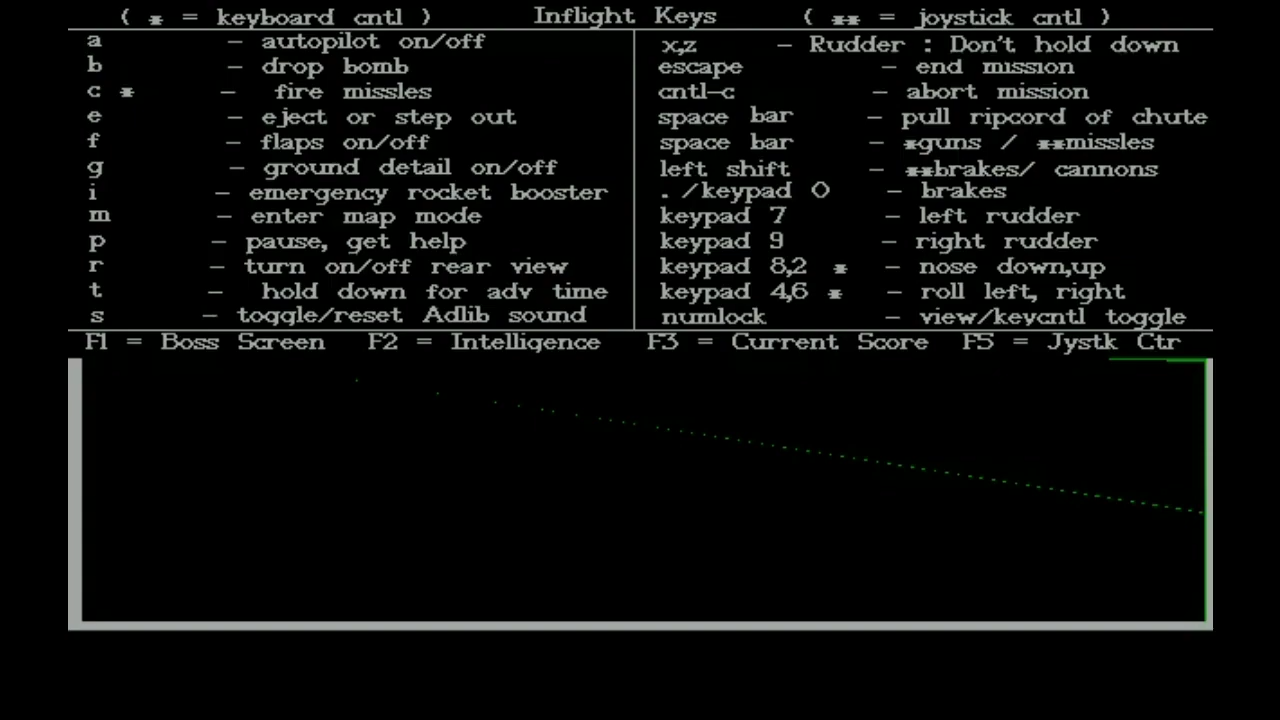 ( * = keyboard cntl ) Inflight Keys ( ** = joystick cntl )
a - autopilot on/off
b - drop bomb
c * - fire missles
e - eject or step out
f - flaps on/off
g - ground detail on/off
i - emergency rocket booster
m - enter map mode
p - pause, get help
r - turn on/off rear view
t - hold down for adv time
s - toggle/reset Adlib sound
x,z - Rudder : Don't hold down
escape - end mission
cntl-c - abort mission
space bar - pull ripcord of chute
space bar - *guns / **missles
left shift - **brakes/ cannons
. /keypad 0 - brakes
keypad 7 - left rudder
keypad 9 - right rudder
keypad 8,2 * - nose down,up
keypad 4,6 * - roll left, right
numlock - view/keycntl toggle
F1 = Boss Screen F2 = Intelligence F3 = Current Score F5 = Jystk Ctr